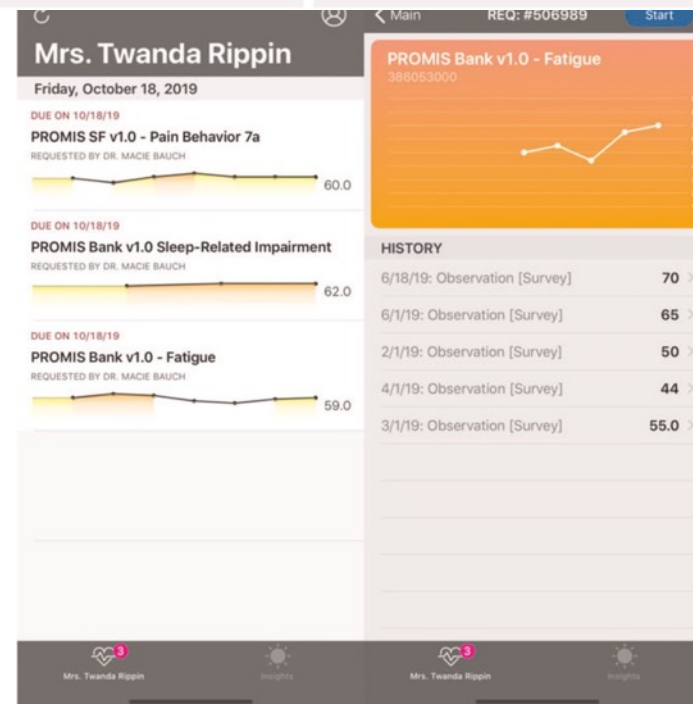 Mrs. Twanda Rippin
Friday, October 18, 2019
DUE ON 10/18/19
PROMIS SF v1.0 - Pain Behavior 7a
REQUESTED BY DR. MACIE BAUCH
60.0
DUE ON 10/18/19
PROMIS Bank v1.0 Sleep-Related Impairment
REQUESTED BY DR. MACIE BAUCH
62.0
DUE ON 10/18/19
PROMIS Bank v1.0 - Fatigue
REQUESTED BY DR. MACIE BAUCH
59.0
3
Mrs. Twanda Rippin
Insights
Main
REQ: #506989
Start
PROMIS Bank v1.0 - Fatigue
386053000
HISTORY
6/18/19: Observation [Survey] 70
6/1/19: Observation [Survey] 65
2/1/19: Observation [Survey] 50
4/1/19: Observation [Survey] 44
3/1/19: Observation [Survey] 55.0
3
Mrs. Twanda Rippin
Insights